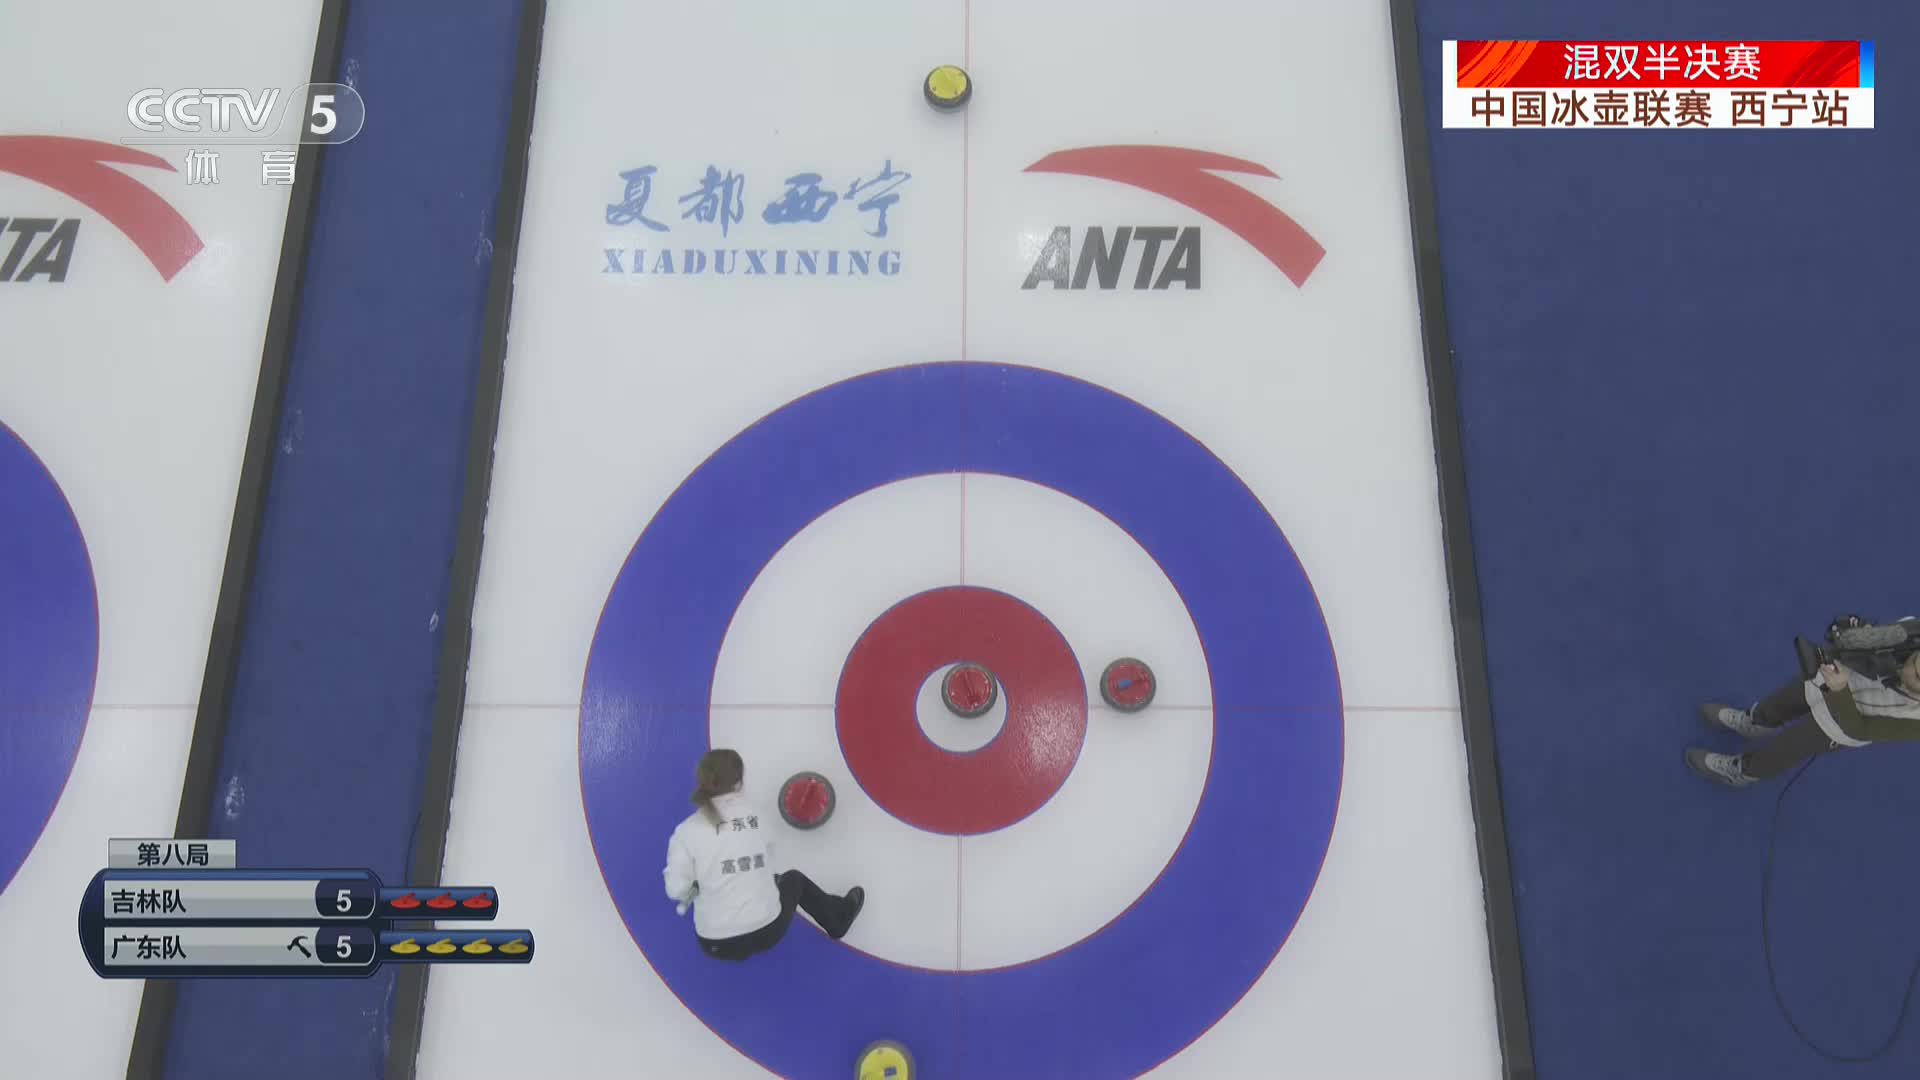 CCTV 5
体育
混双半决赛
中国冰壶联赛 西宁站
夏都西宁
XIADUXINING
ANTA
TA
广东省
高雪
第八局
吉林队 5
广东队 5